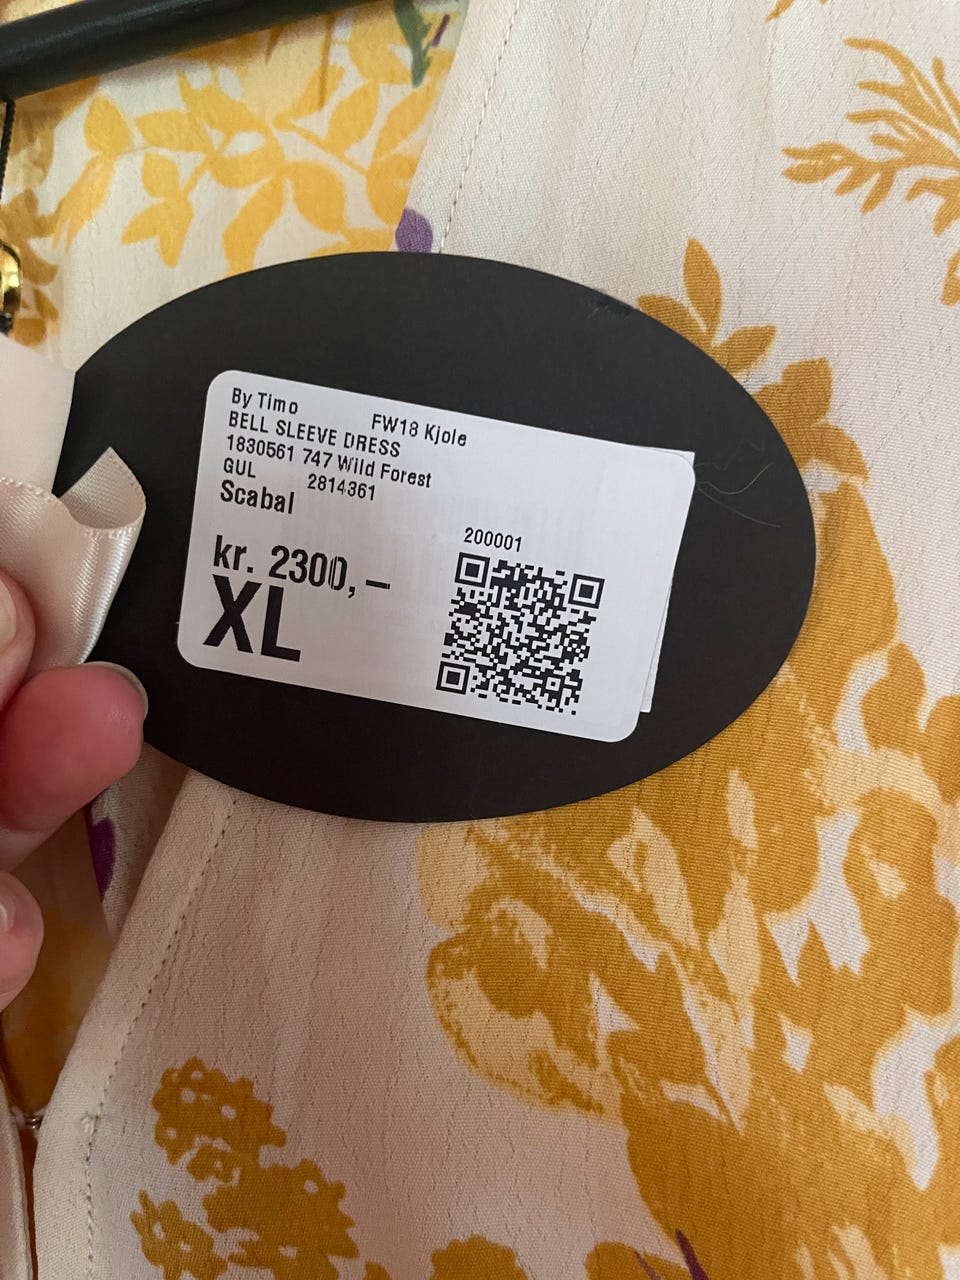 By Timo FW18 Kjole
BELL SLEEVE DRESS
1830561 747 Wild Forest
GUL 2814361
Scabal
200001
kr. 2300,–
XL